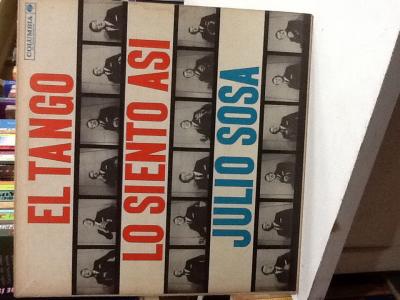 COLUMBIA
EL TANGO
LO SIENTO ASI
JULIO SOSA